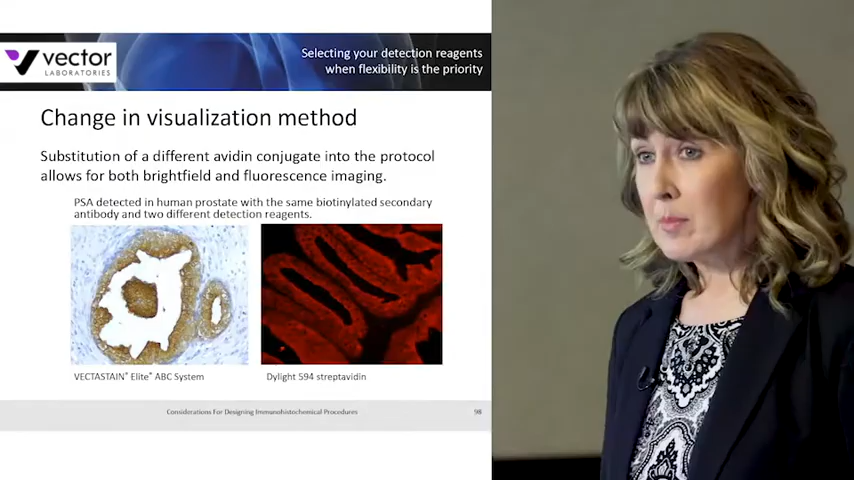 vector
LABORATORIES
Selecting your detection reagents
when flexibility is the priority
Change in visualization method
Substitution of a different avidin conjugate into the protocol
allows for both brightfield and fluorescence imaging.
PSA detected in human prostate with the same biotinylated secondary
antibody and two different detection reagents.
VECTASTAIN® Elite® ABC System
Dylight 594 streptavidin
Considerations For Designing Immunohistochemical Procedures
98